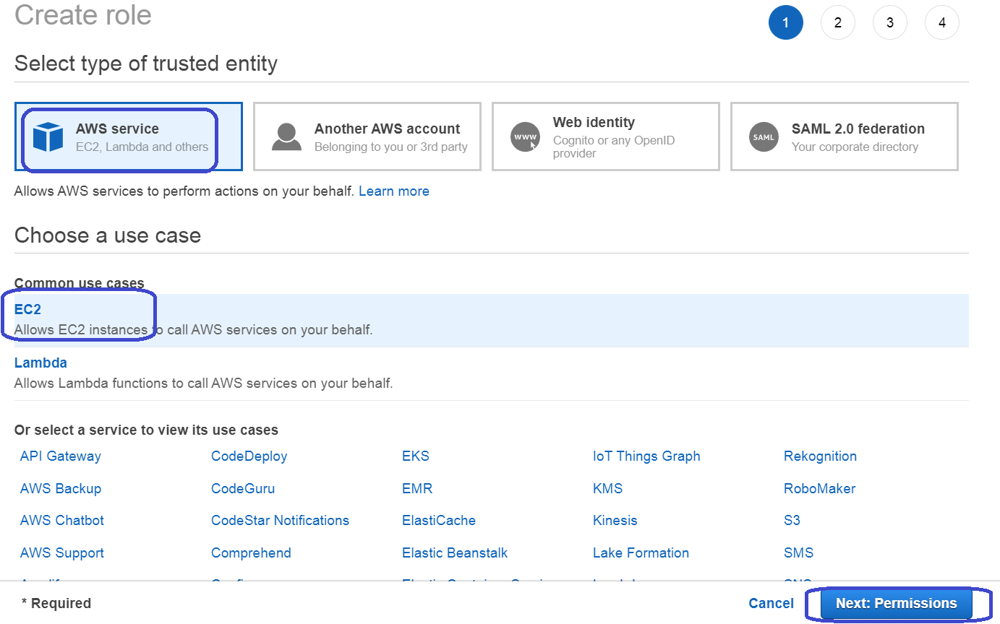 Create role
1 2 3 4
Select type of trusted entity
AWS service
EC2, Lambda and others
Another AWS account
Belonging to you or 3rd party
www
Web identity
Cognito or any OpenID
provider
SAML
SAML 2.0 federation
Your corporate directory
Allows AWS services to perform actions on your behalf. Learn more
Choose a use case
Common use cases
EC2
Allows EC2 instances to call AWS services on your behalf.
Lambda
Allows Lambda functions to call AWS services on your behalf.
Or select a service to view its use cases
API Gateway CodeDeploy EKS IoT Things Graph Rekognition
AWS Backup CodeGuru EMR KMS RoboMaker
AWS Chatbot CodeStar Notifications ElastiCache Kinesis S3
AWS Support Comprehend Elastic Beanstalk Lake Formation SMS
* Required Cancel Next: Permissions